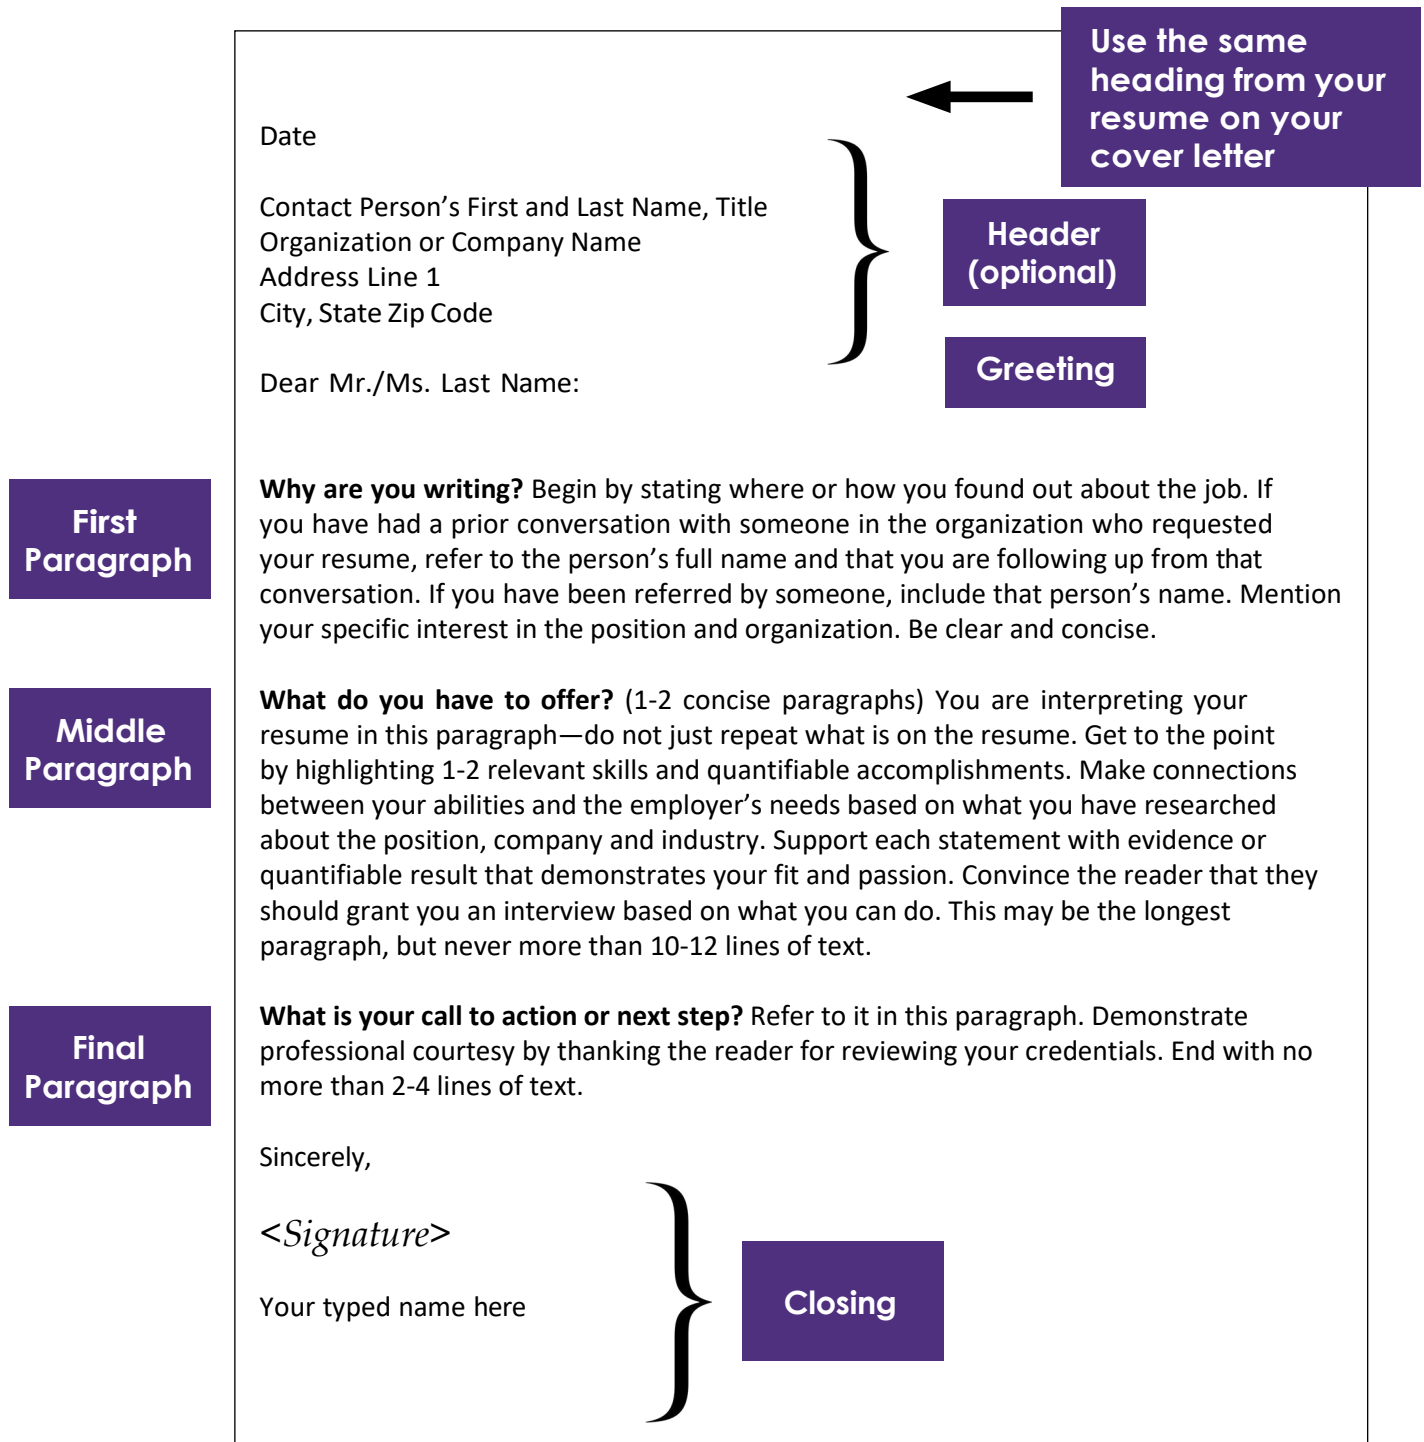 Use the same
heading from your
resume on your
cover letter
Date
Contact Person’s First and Last Name, Title
Organization or Company Name
Address Line 1
City, State Zip Code
Header
(optional)
Dear Mr./Ms. Last Name:
Greeting
First
Paragraph
Why are you writing? Begin by stating where or how you found out about the job. If
you have had a prior conversation with someone in the organization who requested
your resume, refer to the person’s full name and that you are following up from that
conversation. If you have been referred by someone, include that person’s name. Mention
your specific interest in the position and organization. Be clear and concise.
Middle
Paragraph
What do you have to offer? (1-2 concise paragraphs) You are interpreting your
resume in this paragraph—do not just repeat what is on the resume. Get to the point
by highlighting 1-2 relevant skills and quantifiable accomplishments. Make connections
between your abilities and the employer’s needs based on what you have researched
about the position, company and industry. Support each statement with evidence or
quantifiable result that demonstrates your fit and passion. Convince the reader that they
should grant you an interview based on what you can do. This may be the longest
paragraph, but never more than 10-12 lines of text.
Final
Paragraph
What is your call to action or next step? Refer to it in this paragraph. Demonstrate
professional courtesy by thanking the reader for reviewing your credentials. End with no
more than 2-4 lines of text.
Sincerely,
<Signature>
Your typed name here
Closing